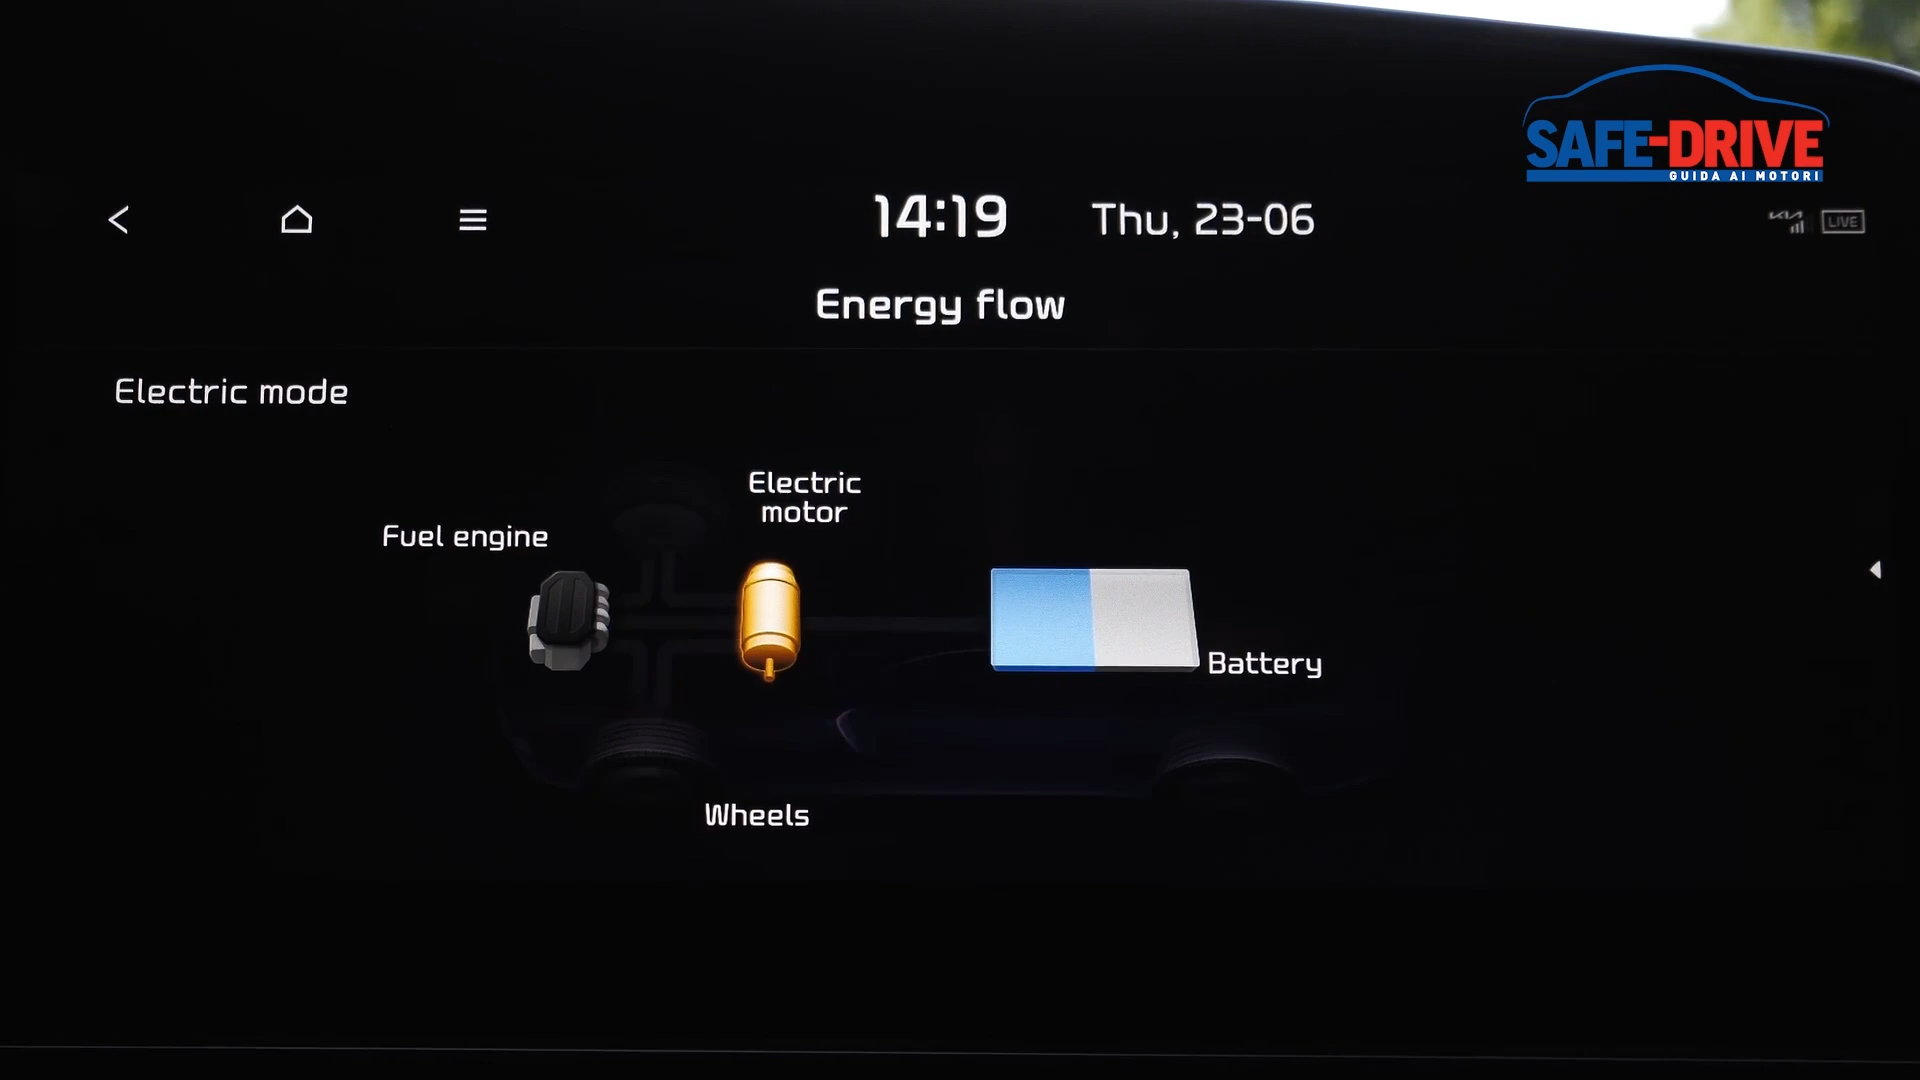 SAFE-DRIVE
GUIDA AI MOTORI
14:19 Thu, 23-06
KIA LIVE
Energy flow
Electric mode
Electric
motor
Fuel engine
Battery
Wheels